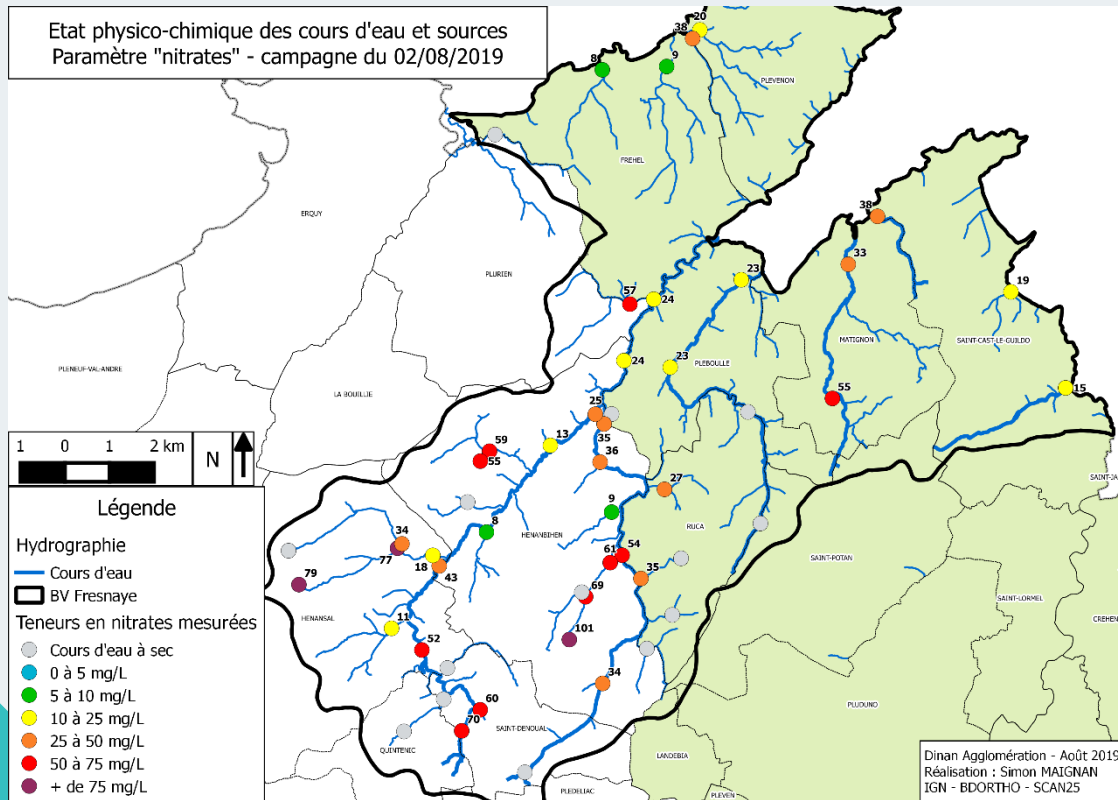 Etat physico-chimique des cours d'eau et sources
Paramètre "nitrates" - campagne du 02/08/2019
20
38
8
9
PLEVENON
FREHEL
ERQUY
38
PLURIEN
33
23
57
24
19
MATIGNON
SAINT-CAST-LE-GUILDO
24
23
PLEBOULLE
PLENEUF-VAL-ANDRE
LA BOUILLIE
55
15
25
35
13
59
55
36
1 0 1 2 km
N
27
SAINT-JA
Légende
Hydrographie
Cours d'eau
BV Fresnaye
Teneurs en nitrates mesurées
Cours d'eau à sec
0 à 5 mg/L
5 à 10 mg/L
10 à 25 mg/L
25 à 50 mg/L
50 à 75 mg/L
+ de 75 mg/L
9
8
HENANBIHEN
RUCA
34
77
18
43
54
61
35
SAINT-POTAN
79
69
SAINT-LORMEL
HENANSAL
11
101
CREHEN
52
34
60
70
SAINT-DENOUAL
QUINTENIC
PLUDUNO
LANDEBIA
PLEDELIAC
PLEVEN
Dinan Agglomération - Août 2019
Réalisation : Simon MAIGNAN
IGN - BDORTHO - SCAN25